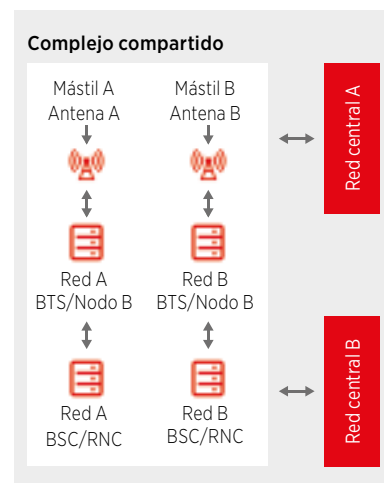 Complejo compartido
Mástil A
Antena A
Mástil B
Antena B
Red A
BTS/Nodo B
Red B
BTS/Nodo B
Red A
BSC/RNC
Red B
BSC/RNC
Red central A
Red central B